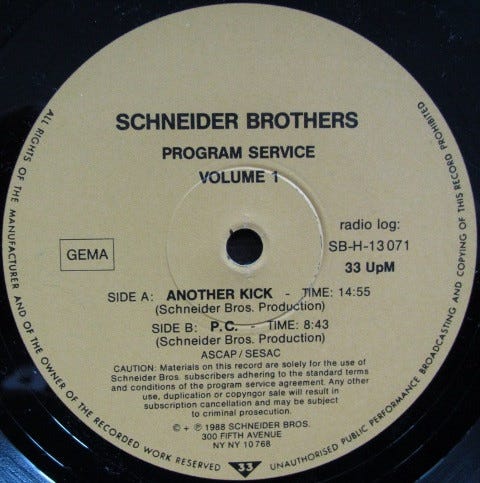 SCHNEIDER BROTHERS
PROGRAM SERVICE
VOLUME 1
radio log:
SB-H-13071
33 UpM
GEMA
SIDE A: ANOTHER KICK - TIME: 14:55
(Schneider Bros. Production)
SIDE B: P.C. - TIME: 8:43
(Schneider Bros. Production)
ASCAP/SESAC
CAUTION: Materials on this record are solely for the use of
Schneider Bros. subscribers adhering to the standard terms
and conditions of the program service agreement. Any other
use, duplication or copyngor sale will result in
subscription cancellation and may be subject
to criminal prosecution.
© + ℗ 1988 SCHNEIDER BROS.
300 FIFTH AVENUE
NY NY 10768
ALL RIGHTS OF THE MANUFACTURER AND OF THE OWNER OF THE RECORDED WORK RESERVED
33
UNAUTHORISED PUBLIC PERFORMANCE BROADCASTING AND COPYING OF THIS RECORD PROHIBITED